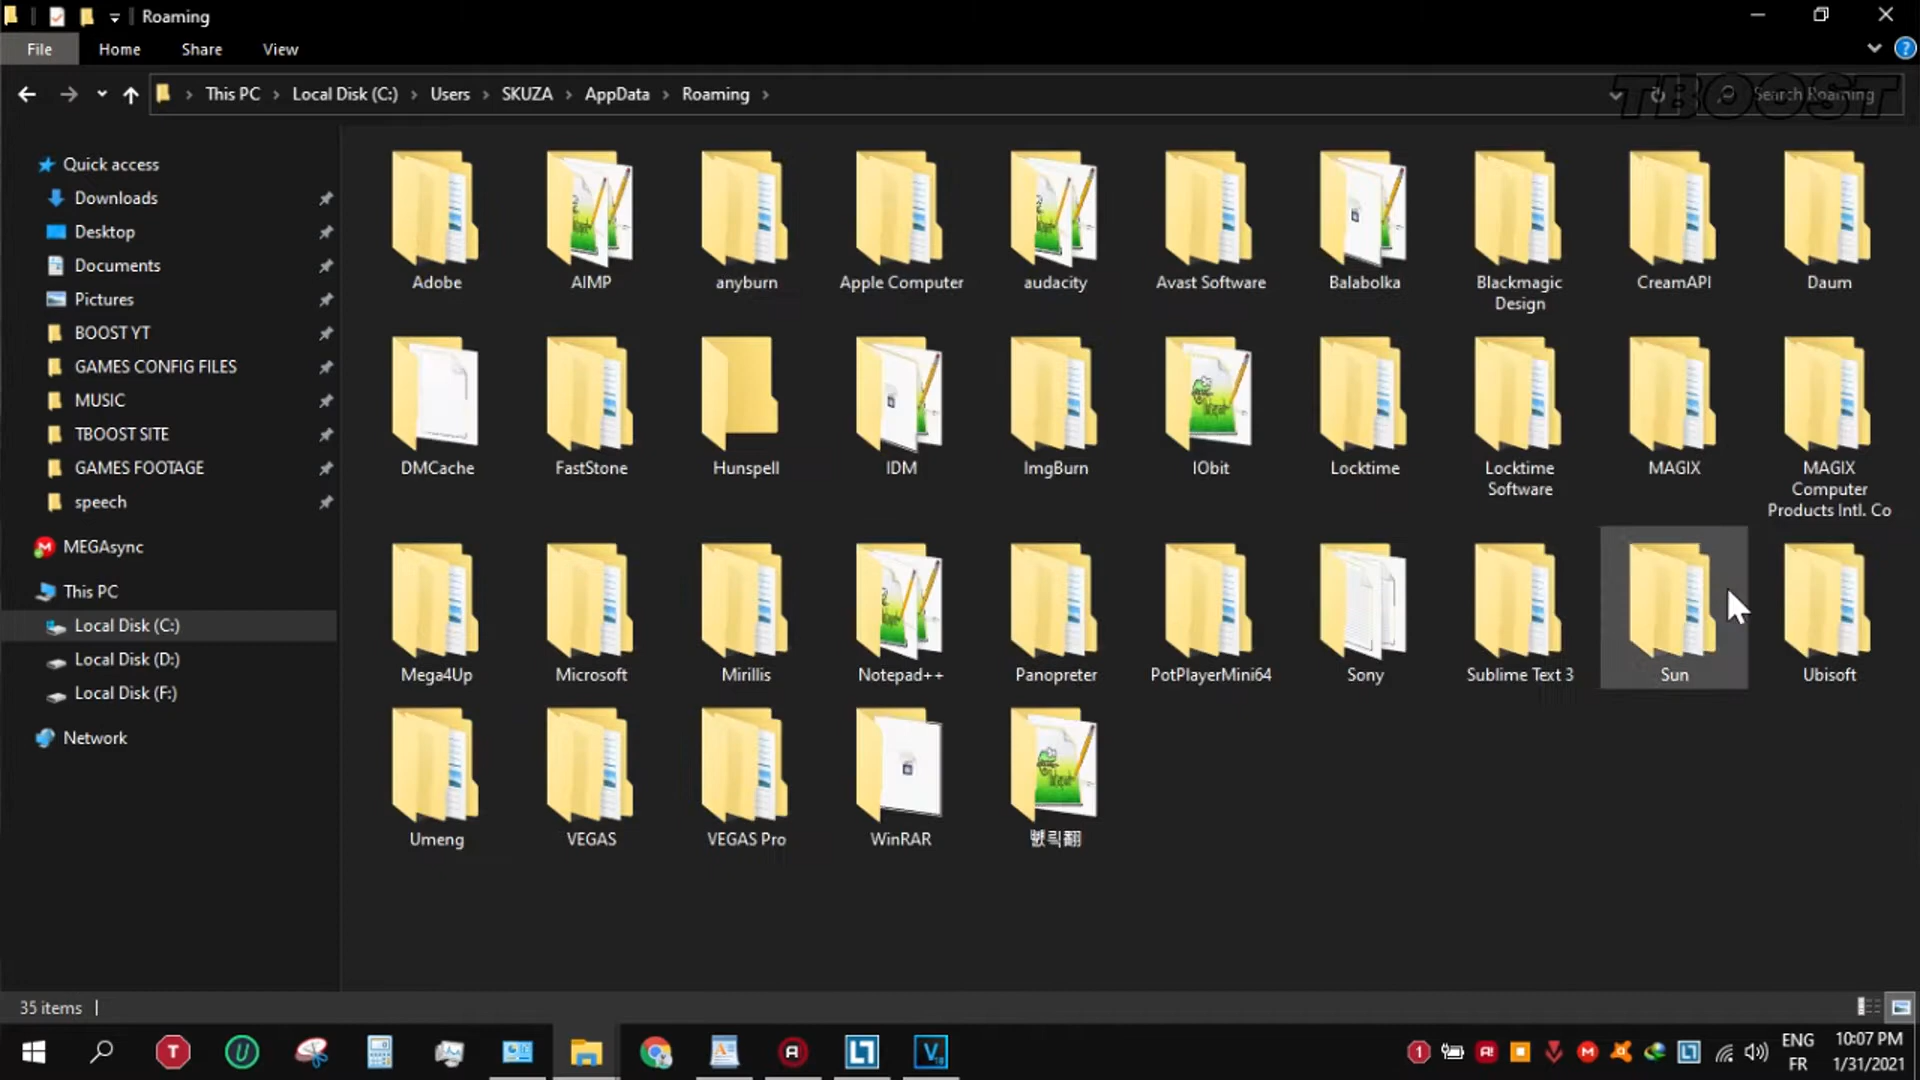 Roaming
File Home Share View
This PC Local Disk (C:) Users SKUZA AppData Roaming
Search Roaming
TBOOST
Quick access
Downloads
Desktop
Documents
Pictures
BOOST YT
GAMES CONFIG FILES
MUSIC
TBOOST SITE
GAMES FOOTAGE
speech
MEGAsync
This PC
Local Disk (C:)
Local Disk (D:)
Local Disk (F:)
Network
Adobe AIMP anyburn Apple Computer audacity Avast Software Balabolka Blackmagic Design CreamAPI Daum
DMCache FastStone Hunspell IDM ImgBurn IObit Locktime Locktime Software MAGIX MAGIX Computer Products Intl. Co
Mega4Up Microsoft Mirillis Notepad++ Panopreter PotPlayerMini64 Sony Sublime Text 3 Sun Ubisoft
Umeng VEGAS VEGAS Pro WinRAR
35 items
ENG 10:07 PM
FR 1/31/2021